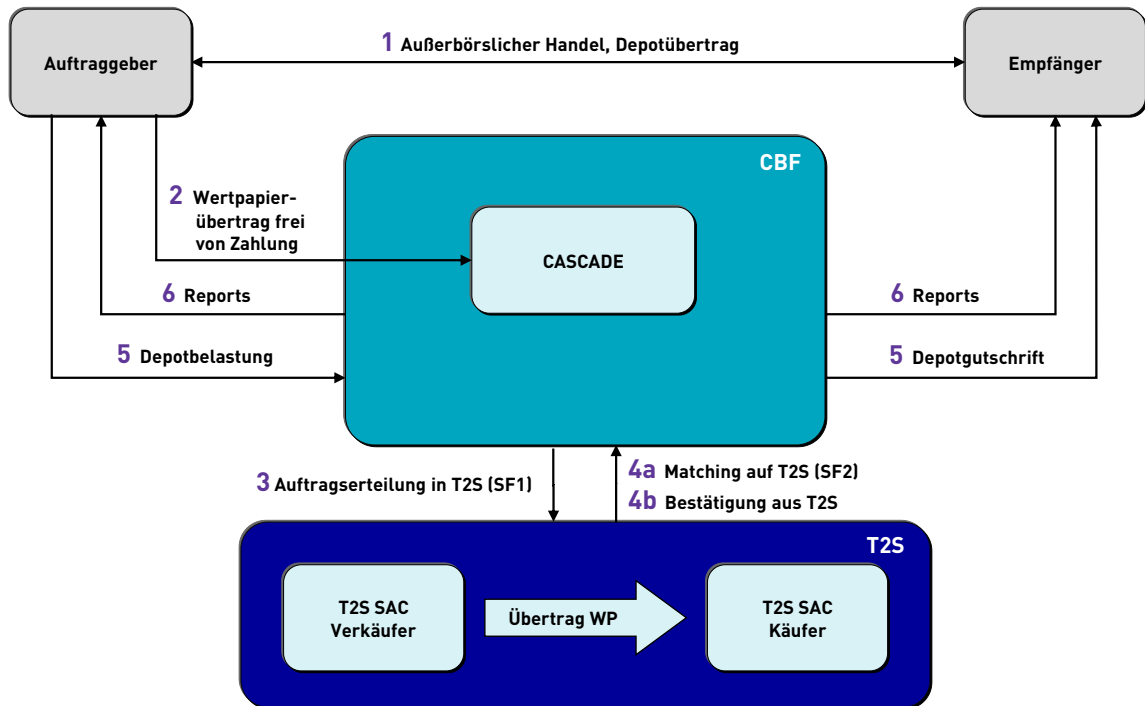 1 Außerbörslicher Handel, Depotübertrag
Auftraggeber
Empfänger
CBF
2 Wertpapier-
übertrag frei
von Zahlung
CASCADE
6 Reports
6 Reports
5 Depotbelastung
5 Depotgutschrift
3 Auftragserteilung in T2S (SF1)
4a Matching auf T2S (SF2)
4b Bestätigung aus T2S
T2S
T2S SAC
Verkäufer
Übertrag WP
T2S SAC
Käufer